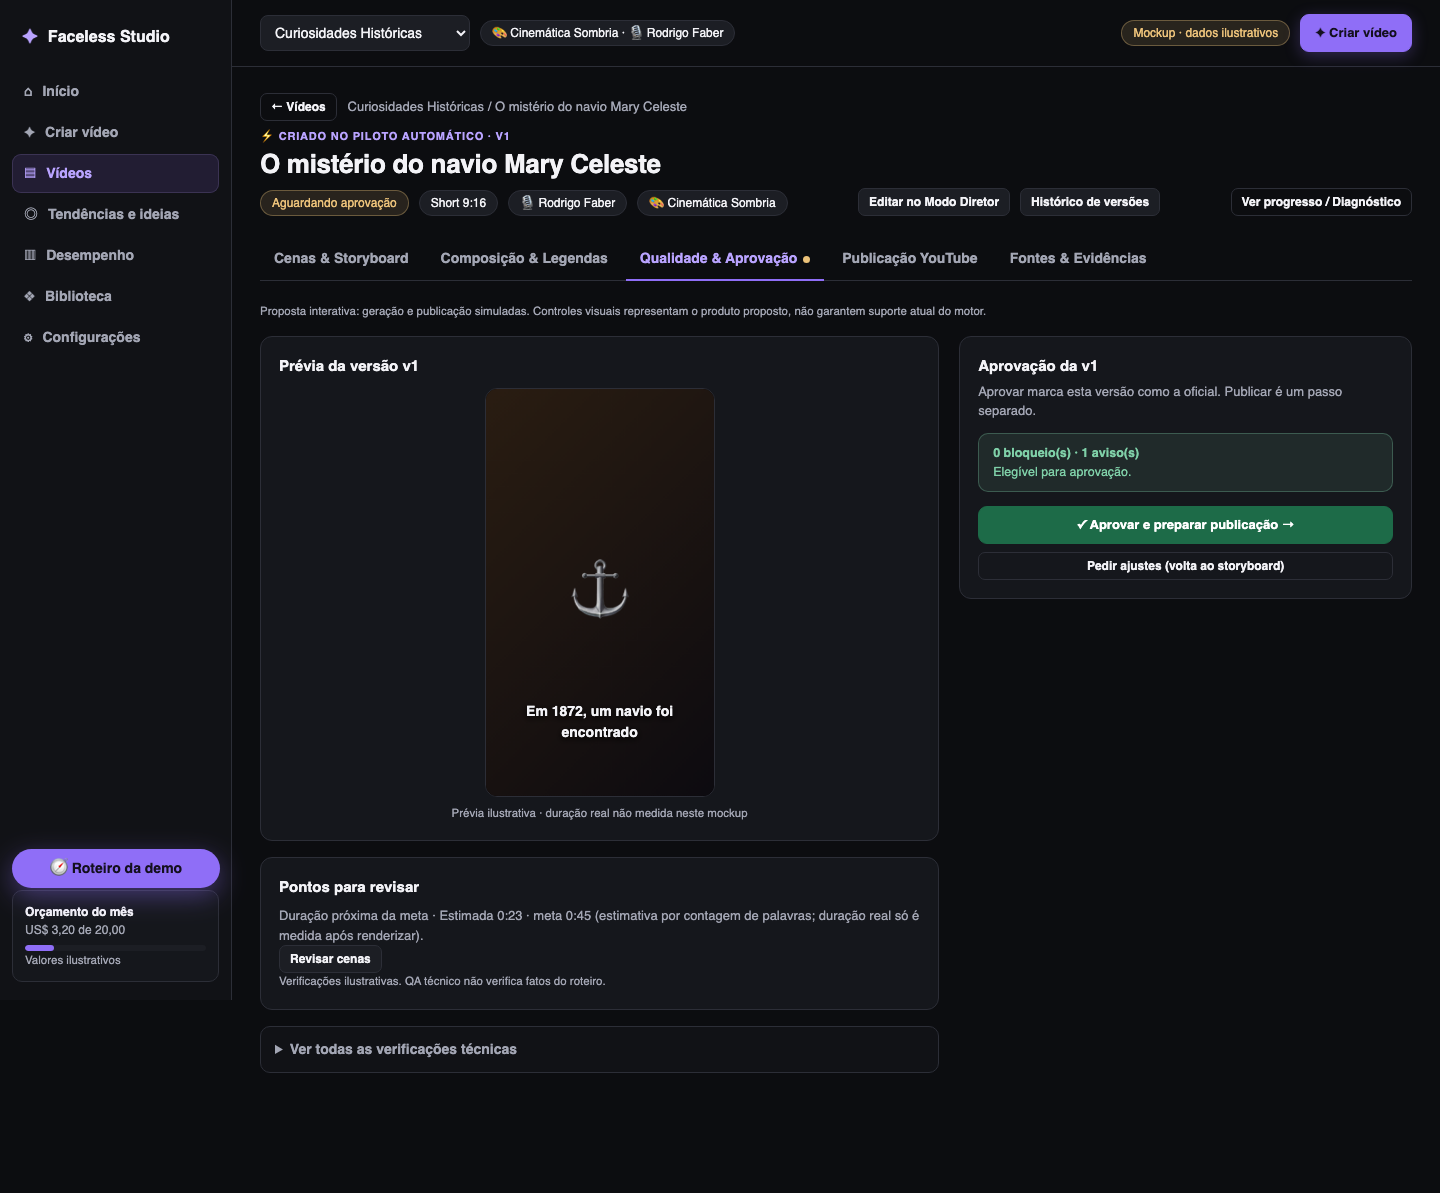 ✦ Faceless Studio
⌂ Início
✦ Criar vídeo
▤ Vídeos
◎ Tendências e ideias
▥ Desempenho
❖ Biblioteca
⚙ Configurações
🧭 Roteiro da demo
Orçamento do mês
US$ 3,20 de 20,00
Valores ilustrativos
Curiosidades Históricas
🎨 Cinemática Sombria · 🎙 Rodrigo Faber
Mockup · dados ilustrativos
✦ Criar vídeo
← Vídeos
Curiosidades Históricas / O mistério do navio Mary Celeste
⚡ CRIADO NO PILOTO AUTOMÁTICO · V1
O mistério do navio Mary Celeste
Aguardando aprovação
Short 9:16
🎙 Rodrigo Faber
🎨 Cinemática Sombria
Editar no Modo Diretor
Histórico de versões
Ver progresso / Diagnóstico
Cenas & Storyboard
Composição & Legendas
Qualidade & Aprovação
Publicação YouTube
Fontes & Evidências
Proposta interativa: geração e publicação simuladas. Controles visuais representam o produto proposto, não garantem suporte atual do motor.
Prévia da versão v1
Em 1872, um navio foi
encontrado
Prévia ilustrativa · duração real não medida neste mockup
Pontos para revisar
Duração próxima da meta · Estimada 0:23 · meta 0:45 (estimativa por contagem de palavras; duração real só é
medida após renderizar).
Revisar cenas
Verificações ilustrativas. QA técnico não verifica fatos do roteiro.
▶ Ver todas as verificações técnicas
Aprovação da v1
Aprovar marca esta versão como a oficial. Publicar é um passo
separado.
0 bloqueio(s) · 1 aviso(s)
Elegível para aprovação.
✓ Aprovar e preparar publicação →
Pedir ajustes (volta ao storyboard)